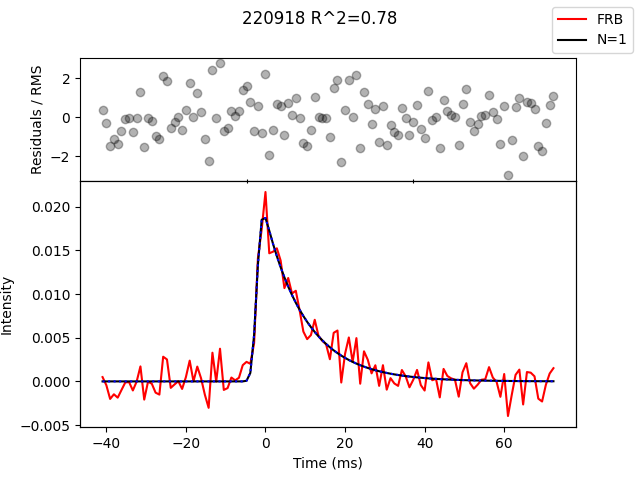 220918 R^2=0.78
FRB
N=1
Residuals / RMS
2
0
−2
Intensity
0.020
0.015
0.010
0.005
0.000
−0.005
−40 −20 0 20 40 60
Time (ms)